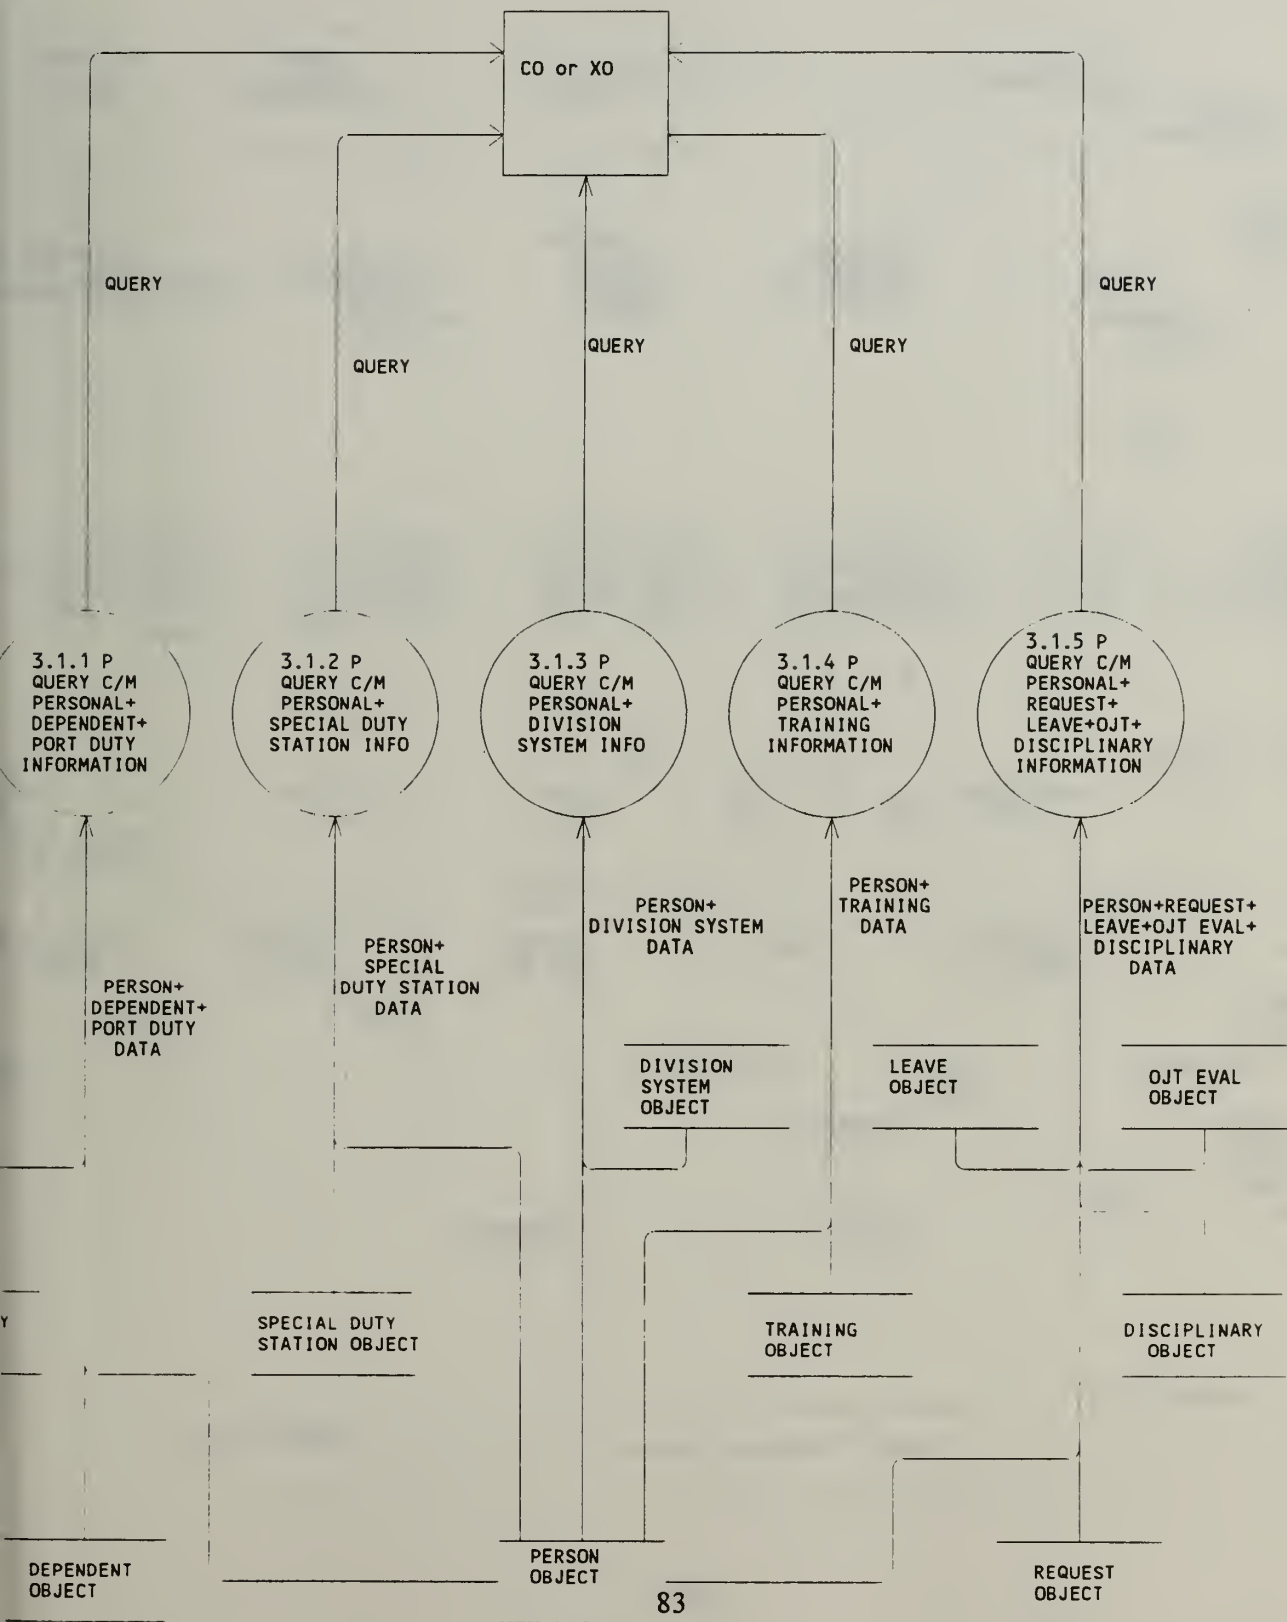 CO or XO
QUERY
QUERY
QUERY
QUERY
QUERY
3.1.1 P
QUERY C/M
PERSONAL+
DEPENDENT+
PORT DUTY
INFORMATION
3.1.2 P
QUERY C/M
PERSONAL+
SPECIAL DUTY
STATION INFO
3.1.3 P
QUERY C/M
PERSONAL+
DIVISION
SYSTEM INFO
3.1.4 P
QUERY C/M
PERSONAL+
TRAINING
INFORMATION
3.1.5 P
QUERY C/M
PERSONAL+
REQUEST+
LEAVE+OJT+
DISCIPLINARY
INFORMATION
PERSON+
DEPENDENT+
PORT DUTY
DATA
PERSON+
SPECIAL
DUTY STATION
DATA
PERSON+
DIVISION SYSTEM
DATA
PERSON+
TRAINING
DATA
PERSON+REQUEST+
LEAVE+OJT EVAL+
DISCIPLINARY
DATA
DIVISION
SYSTEM
OBJECT
LEAVE
OBJECT
OJT EVAL
OBJECT
Y
SPECIAL DUTY
STATION OBJECT
TRAINING
OBJECT
DISCIPLINARY
OBJECT
DEPENDENT
OBJECT
PERSON
OBJECT
REQUEST
OBJECT
83